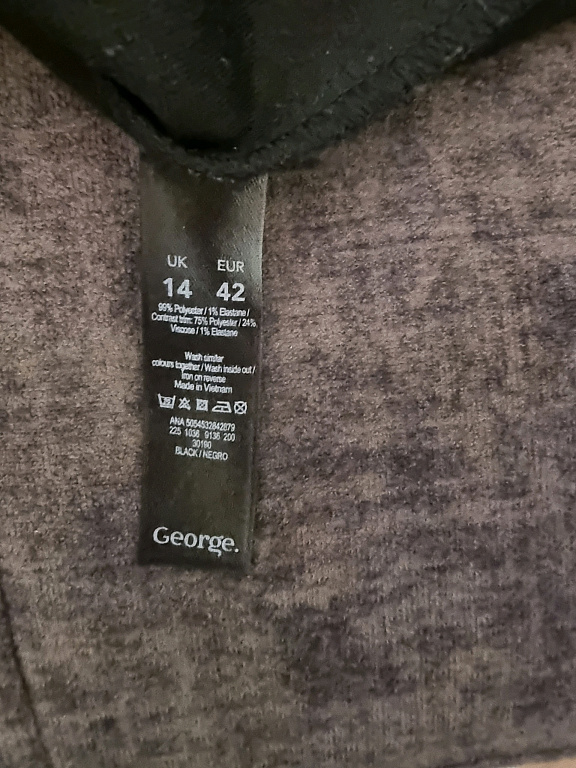 UK EUR
14 42
99% Polyester / 1% Elastane /
Contrast trim: 75% Polyester / 24%
Viscose / 1% Elastane
Wash similar
colours together / Wash inside out /
Iron on reverse
Made in Vietnam
ANA 5054532842879
225 1036 9136 200
30190
BLACK / NEGRO
George.